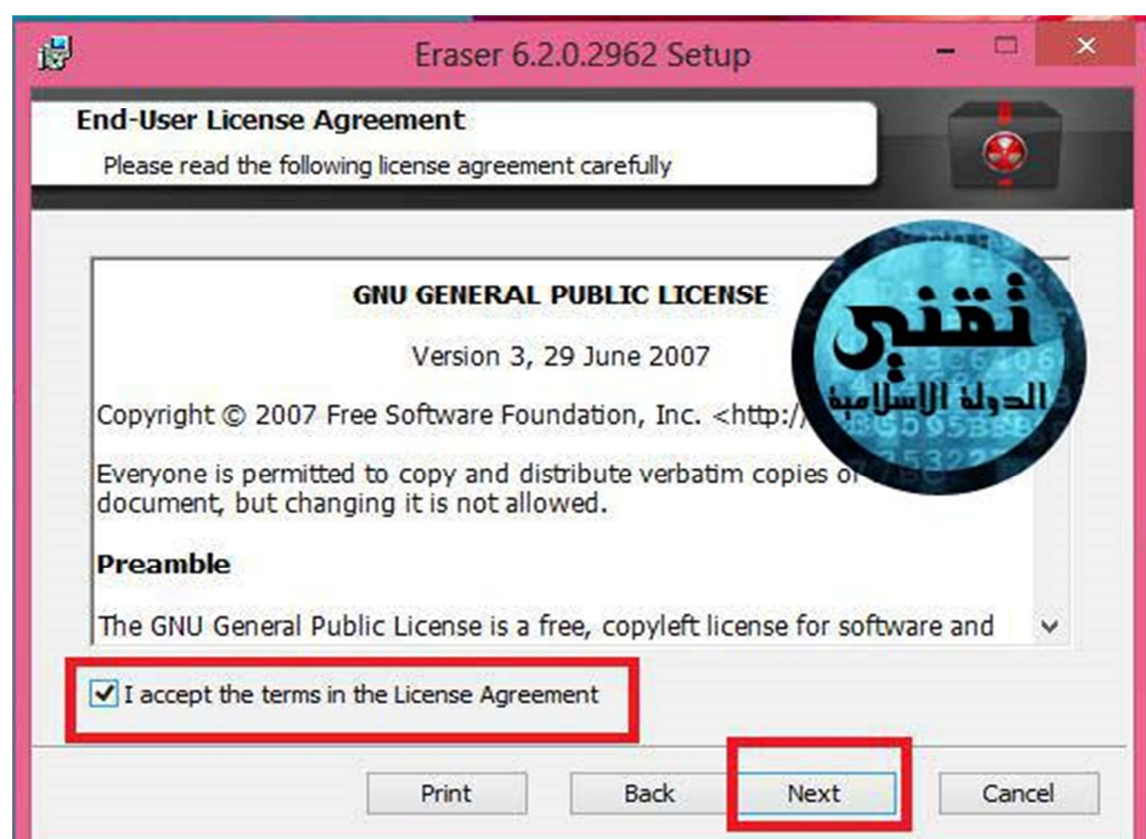 Eraser 6.2.0.2962 Setup
End-User License Agreement
Please read the following license agreement carefully
GNU GENERAL PUBLIC LICENSE
Version 3, 29 June 2007
Copyright © 2007 Free Software Foundation, Inc. <http://
Everyone is permitted to copy and distribute verbatim copies of
document, but changing it is not allowed.
Preamble
The GNU General Public License is a free, copyleft license for software and
تقني
الدولة الاسلامية
I accept the terms in the License Agreement
Print
Back
Next
Cancel